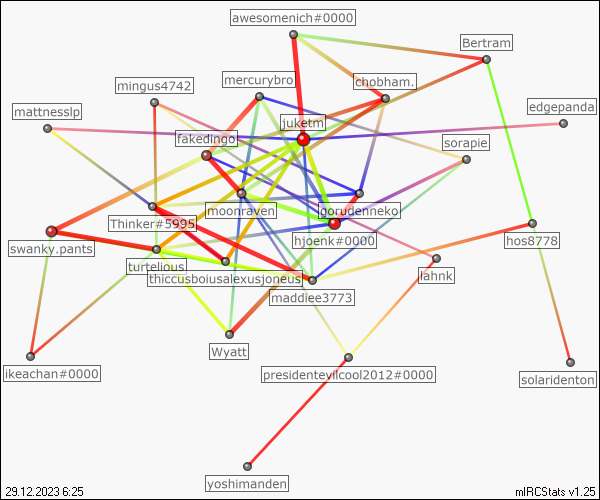 awesomenich#0000
Bertram
mercurybro
chobham.
mingus4742
mattnesslp
edgepanda
juketm
fakedingo
sorapie
moonraven
gorudenneko
Thinker#5995
swanky.pants
hjoenk#0000
hos8778
turtelious
thiccusboiusalexusjoneus
lahnk
maddiee3773
Wyatt
ikeachan#0000
presidentevilcool2012#0000
solaridenton
yoshimanden
29.12.2023 6:25
mIRCStats v1.25